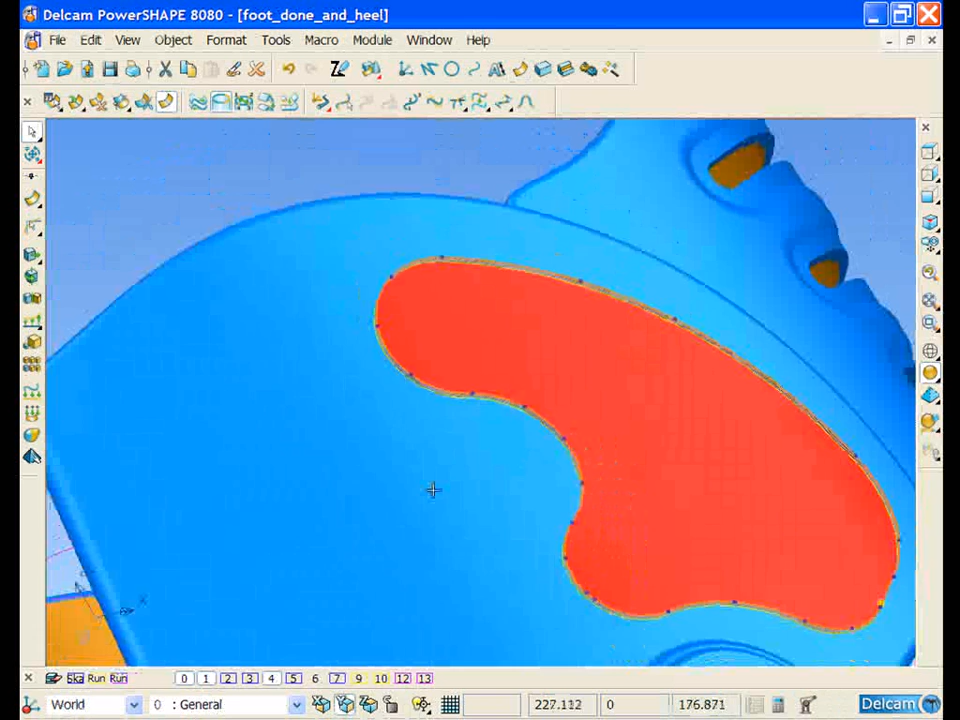 Delcam PowerSHAPE 8080 - [foot_done_and_heel]
File Edit View Object Format Tools Macro Module Window Help
X
Ska Run Run 0 1 2 3 4 5 6 7 9 10 12 13
World 0 : General 227.112 0 176.871 Delcam